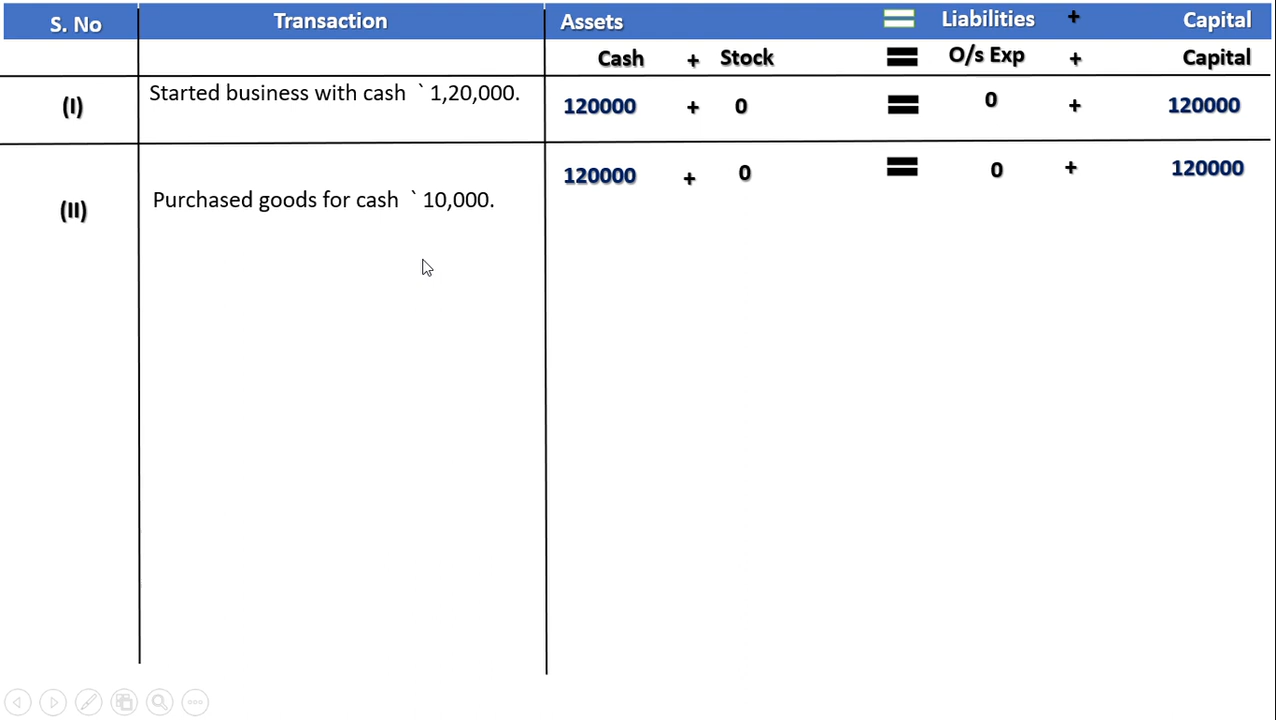 S. No Transaction Assets = Liabilities + Capital
Cash + Stock = O/s Exp + Capital
(I) Started business with cash ` 1,20,000. 120000 + 0 = 0 + 120000
120000 + 0 = 0 + 120000
(II) Purchased goods for cash ` 10,000.